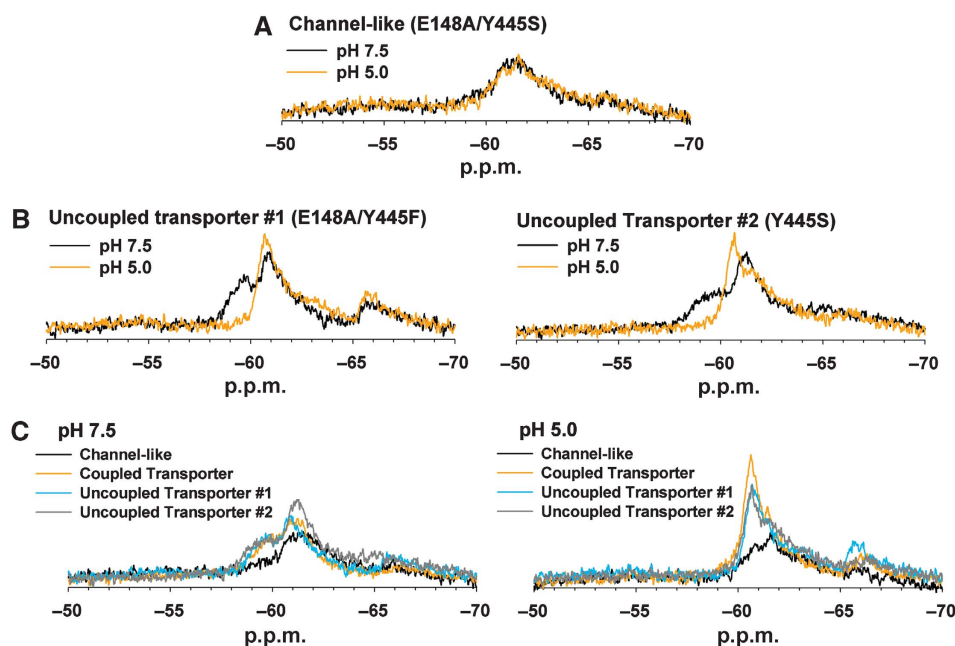 A Channel-like (E148A/Y445S)
pH 7.5
pH 5.0
–50 –55 –60 –65 –70
p.p.m.
B Uncoupled transporter #1 (E148A/Y445F)
pH 7.5
pH 5.0
–50 –55 –60 –65 –70
p.p.m.
Uncoupled Transporter #2 (Y445S)
pH 7.5
pH 5.0
–50 –55 –60 –65 –70
p.p.m.
C pH 7.5
Channel-like
Coupled Transporter
Uncoupled Transporter #1
Uncoupled Transporter #2
–50 –55 –60 –65 –70
p.p.m.
pH 5.0
Channel-like
Coupled Transporter
Uncoupled Transporter #1
Uncoupled Transporter #2
–50 –55 –60 –65 –70
p.p.m.